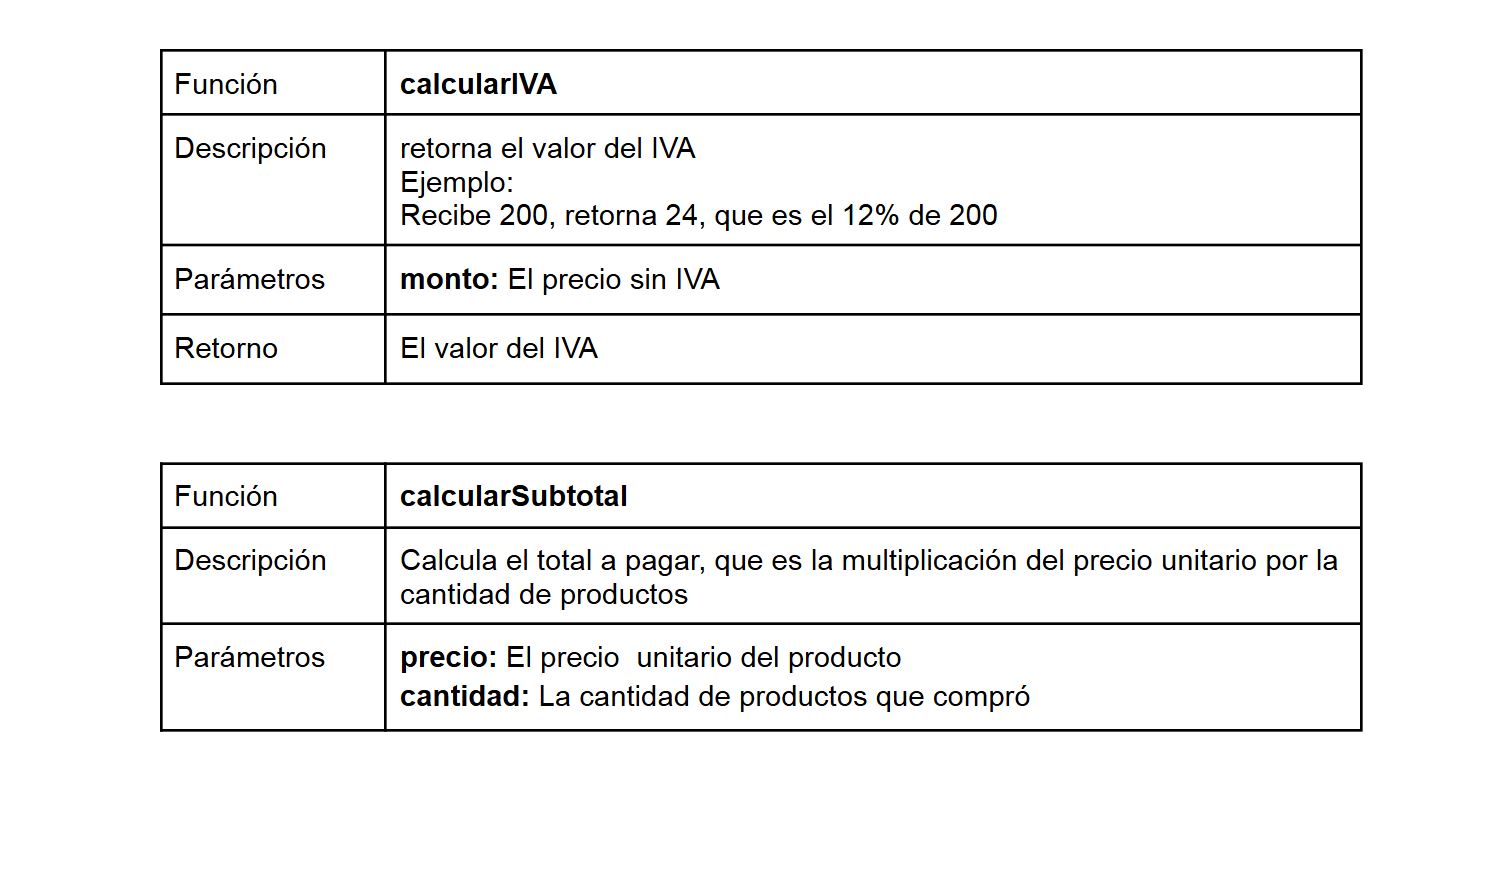 Función
calcularIVA
Descripción
retorna el valor del IVA
Ejemplo:
Recibe 200, retorna 24, que es el 12% de 200
Parámetros
monto: El precio sin IVA
Retorno
El valor del IVA
Función
calcularSubtotal
Descripción
Calcula el total a pagar, que es la multiplicación del precio unitario por la
cantidad de productos
Parámetros
precio: El precio  unitario del producto
cantidad: La cantidad de productos que compró